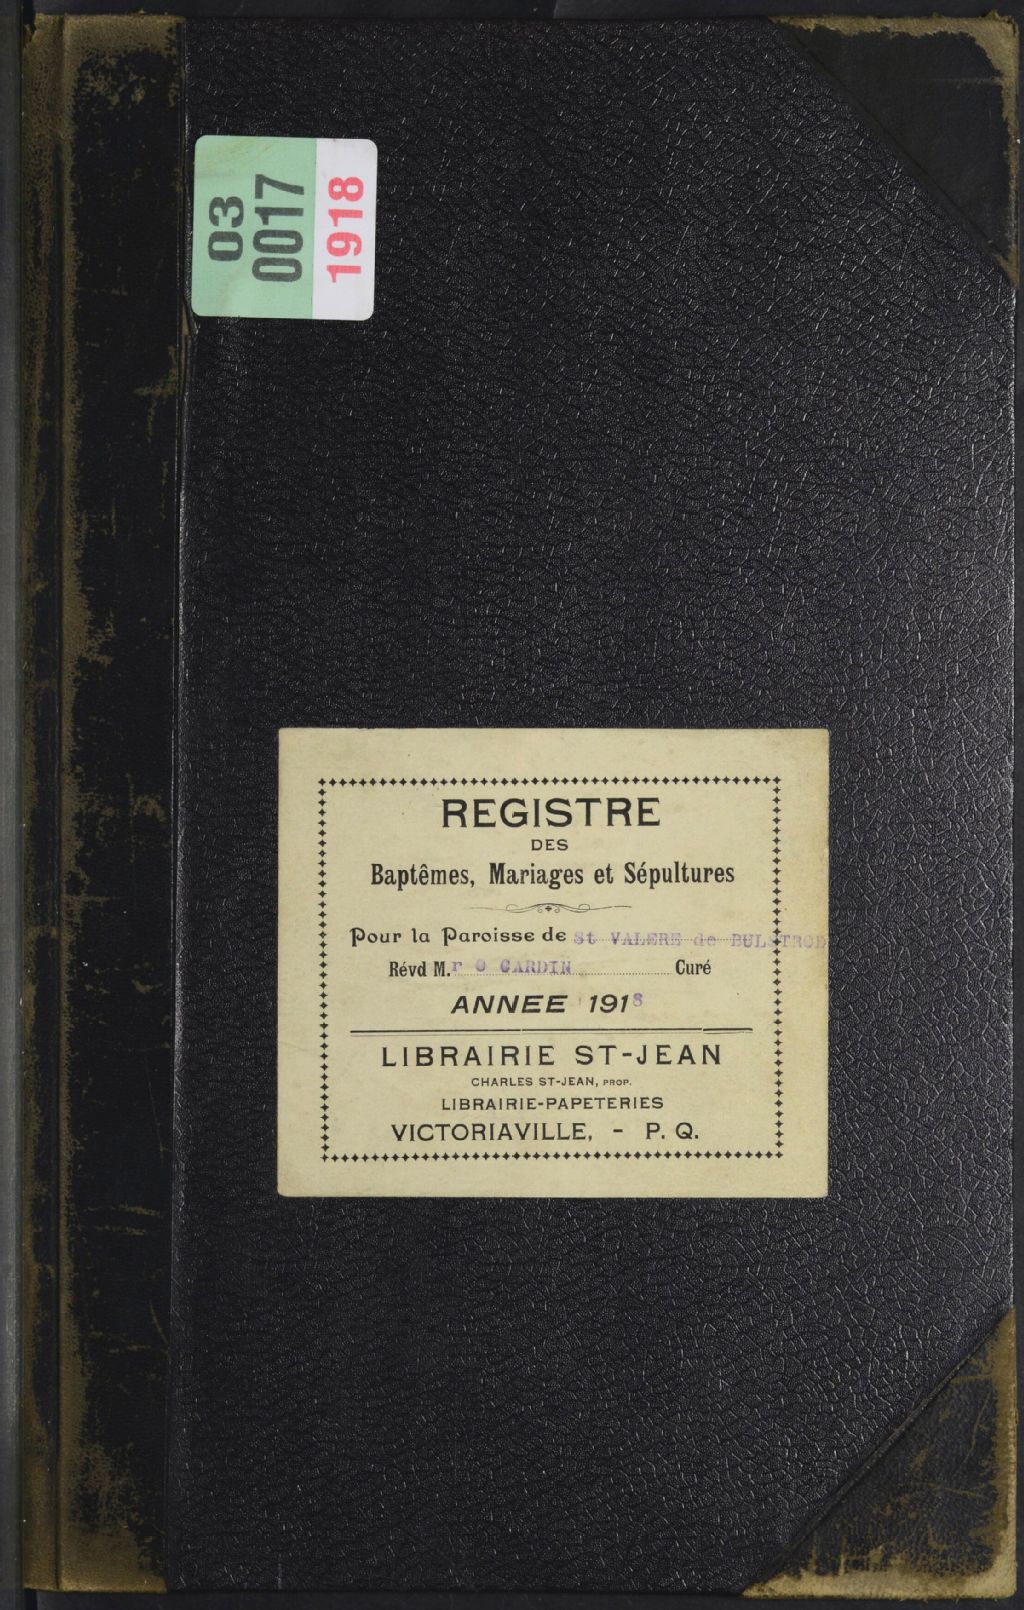 03
0017
1918
REGISTRE
DES
Baptêmes, Mariages et Sépultures
Pour la Paroisse de St VALERE de BULSTROD
Révd M.r O CARDIN Curé
ANNEE 1918
LIBRAIRIE ST-JEAN
CHARLES ST-JEAN, PROP.
LIBRAIRIE-PAPETERIES
VICTORIAVILLE, - P. Q.